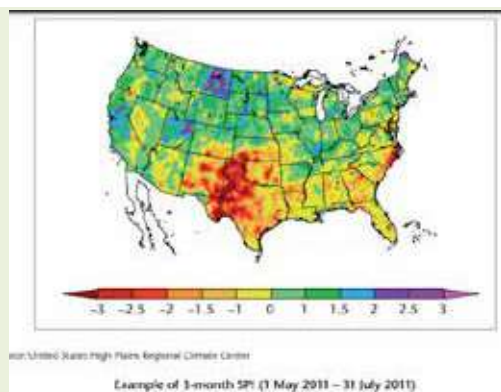 -3 -2.5 -2 -1.5 -1 0 1 1.5 2 2.5 3
United States High Plains Regional Climate Center
Example of 3-month SPI (1 May 2011 – 31 July 2011)